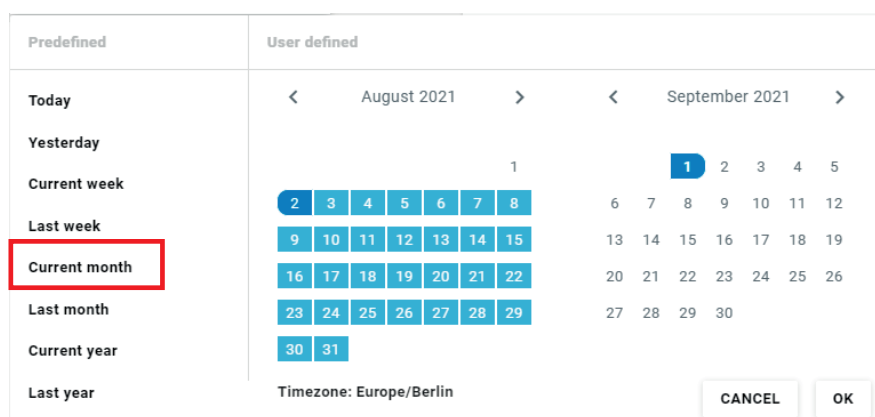 Predefined
User defined
Today
Yesterday
Current week
Last week
Current month
Last month
Current year
Last year
August 2021
1
2 3 4 5 6 7 8
9 10 11 12 13 14 15
16 17 18 19 20 21 22
23 24 25 26 27 28 29
30 31
September 2021
1 2 3 4 5
6 7 8 9 10 11 12
13 14 15 16 17 18 19
20 21 22 23 24 25 26
27 28 29 30
Timezone: Europe/Berlin
CANCEL
OK